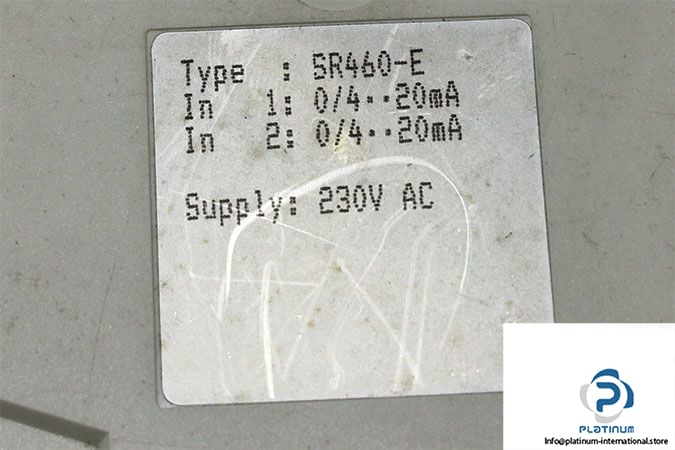 Type : SR460-E
In 1: 0/4··20mA
In 2: 0/4··20mA
Supply: 230V AC
PLATINUM
Info@platinum-international.store